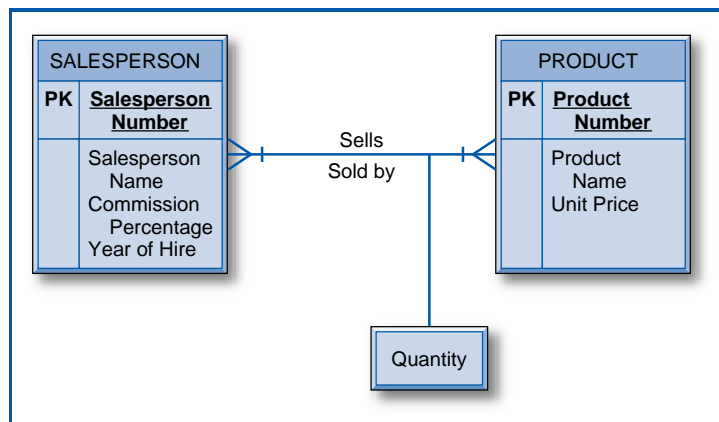 SALESPERSON
PK Salesperson
Number
Salesperson
Name
Commission
Percentage
Year of Hire
Sells
Sold by
PRODUCT
PK Product
Number
Product
Name
Unit Price
Quantity